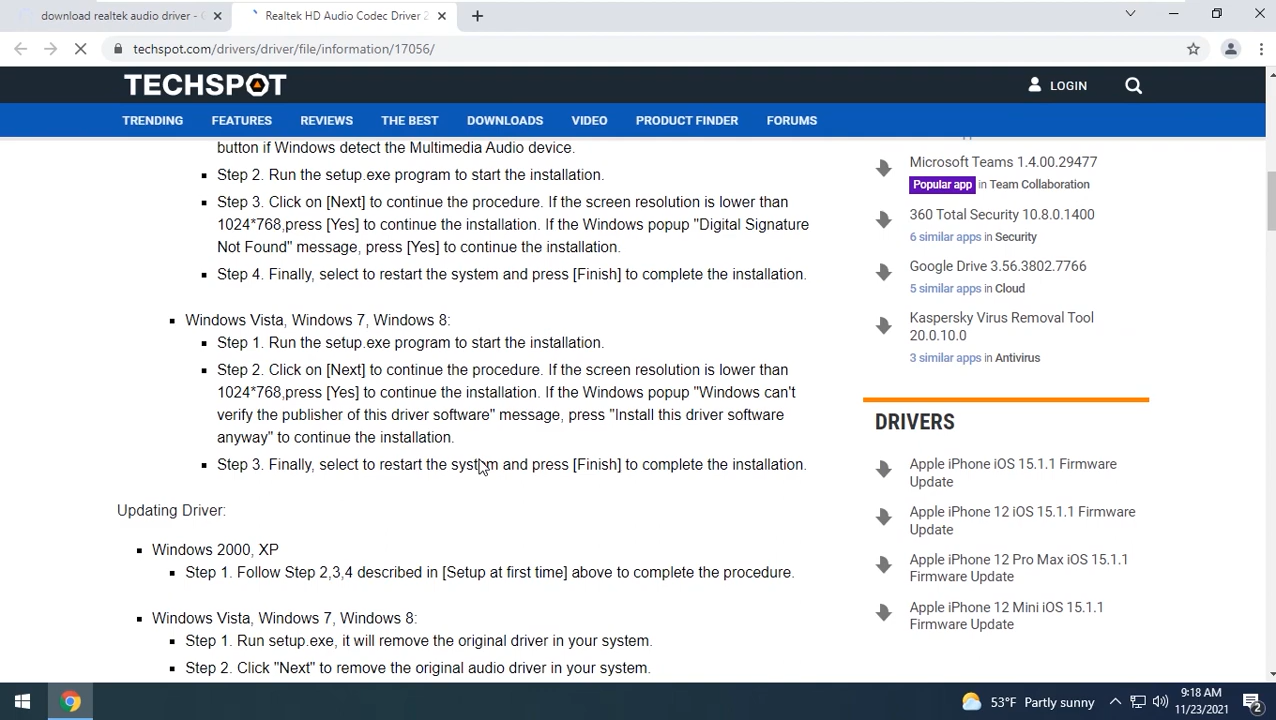 download realtek audio driver -
Realtek HD Audio Codec Driver 2
techspot.com/drivers/driver/file/information/17056/
TECHSPOT
LOGIN
TRENDING FEATURES REVIEWS THE BEST DOWNLOADS VIDEO PRODUCT FINDER FORUMS
button if Windows detect the Multimedia Audio device.
Step 2. Run the setup.exe program to start the installation.
Step 3. Click on [Next] to continue the procedure. If the screen resolution is lower than
1024*768,press [Yes] to continue the installation. If the Windows popup "Digital Signature
Not Found" message, press [Yes] to continue the installation.
Step 4. Finally, select to restart the system and press [Finish] to complete the installation.
Windows Vista, Windows 7, Windows 8:
Step 1. Run the setup.exe program to start the installation.
Step 2. Click on [Next] to continue the procedure. If the screen resolution is lower than
1024*768,press [Yes] to continue the installation. If the Windows popup "Windows can't
verify the publisher of this driver software" message, press "Install this driver software
anyway" to continue the installation.
Step 3. Finally, select to restart the system and press [Finish] to complete the installation.
Updating Driver:
Windows 2000, XP
Step 1. Follow Step 2,3,4 described in [Setup at first time] above to complete the procedure.
Windows Vista, Windows 7, Windows 8:
Step 1. Run setup.exe, it will remove the original driver in your system.
Step 2. Click "Next" to remove the original audio driver in your system.
Microsoft Teams 1.4.00.29477
Popular app in Team Collaboration
360 Total Security 10.8.0.1400
6 similar apps in Security
Google Drive 3.56.3802.7766
5 similar apps in Cloud
Kaspersky Virus Removal Tool
20.0.10.0
3 similar apps in Antivirus
DRIVERS
Apple iPhone iOS 15.1.1 Firmware
Update
Apple iPhone 12 iOS 15.1.1 Firmware
Update
Apple iPhone 12 Pro Max iOS 15.1.1
Firmware Update
Apple iPhone 12 Mini iOS 15.1.1
Firmware Update
53°F Partly sunny
9:18 AM
11/23/2021
2